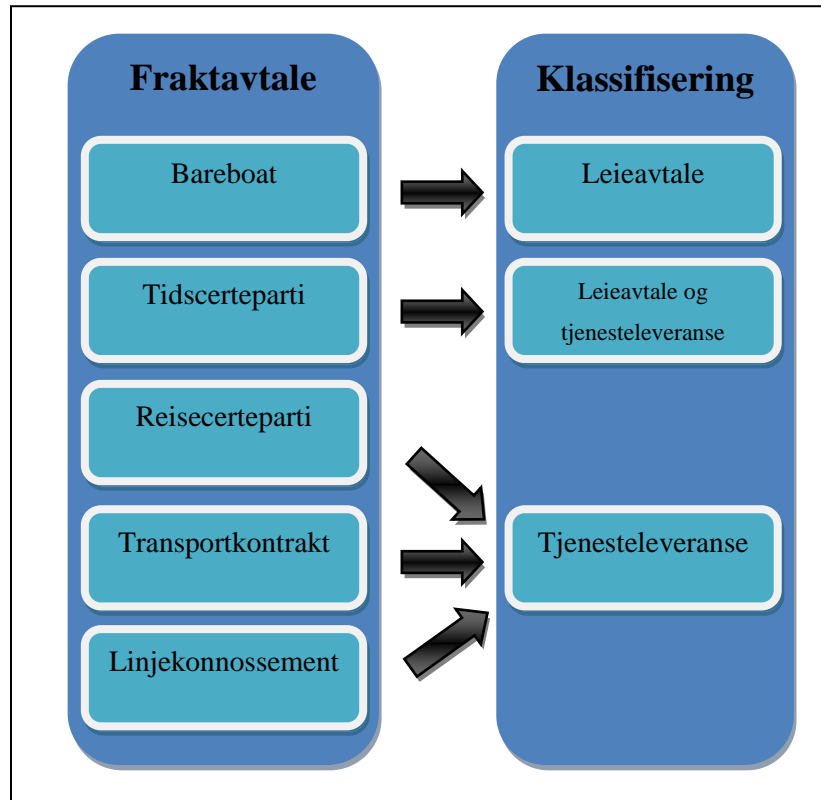 Fraktavtale
Bareboat
Tidscerteparti
Reisecerteparti
Transportkontrakt
Linjekonnossement
Klassifisering
Leieavtale
Leieavtale og
tjenesteleveranse
Tjenesteleveranse